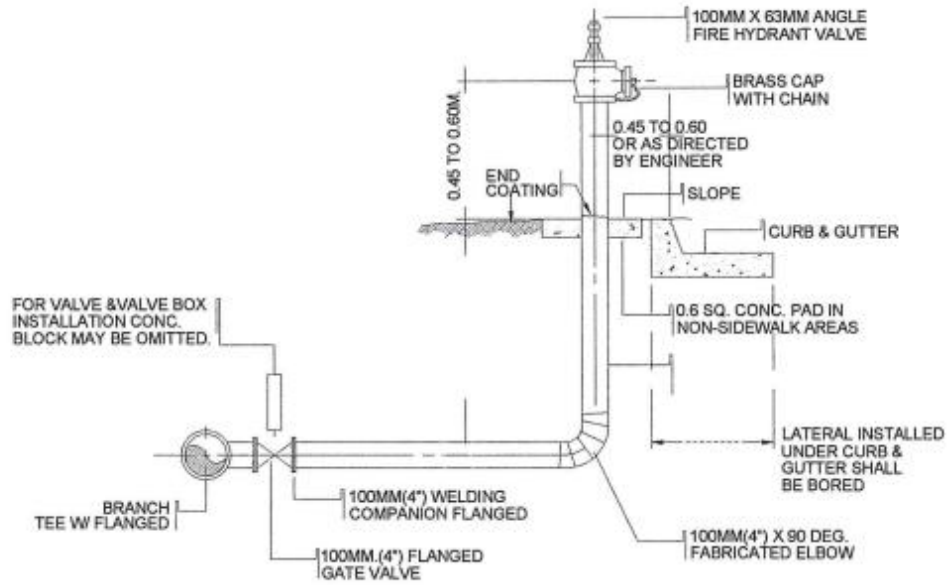 100MM X 63MM ANGLE
FIRE HYDRANT VALVE
BRASS CAP
WITH CHAIN
0.45 TO 0.60M.
0.45 TO 0.60
OR AS DIRECTED
BY ENGINEER
END
COATING
SLOPE
CURB & GUTTER
FOR VALVE &VALVE BOX
INSTALLATION CONC.
BLOCK MAY BE OMITTED.
0.6 SQ. CONC. PAD IN
NON-SIDEWALK AREAS
LATERAL INSTALLED
UNDER CURB &
GUTTER SHALL
BE BORED
BRANCH
TEE W/ FLANGED
100MM(4") WELDING
COMPANION FLANGED
100MM.(4") FLANGED
GATE VALVE
100MM(4") X 90 DEG.
FABRICATED ELBOW